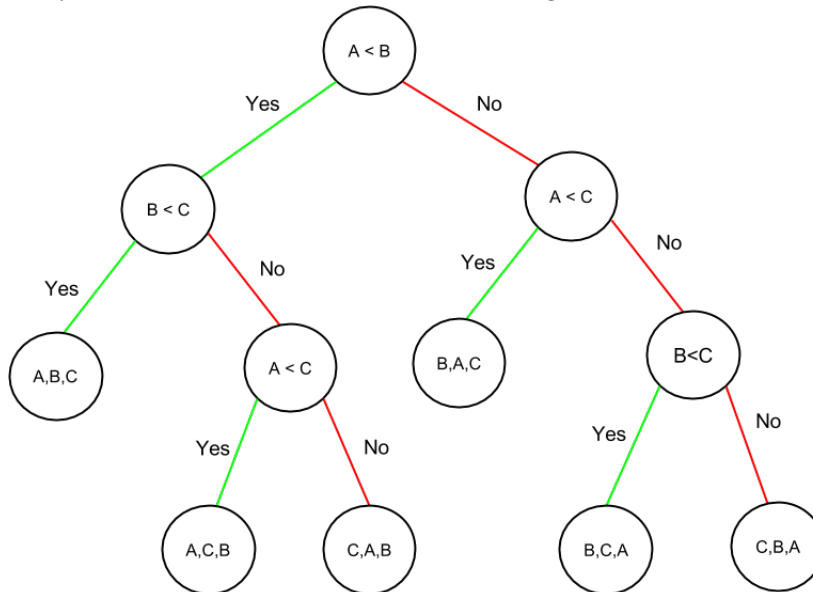 A < B
Yes
No
B < C
A < C
Yes
No
Yes
No
A,B,C
A < C
B,A,C
B<C
Yes
No
Yes
No
A,C,B
C,A,B
B,C,A
C,B,A